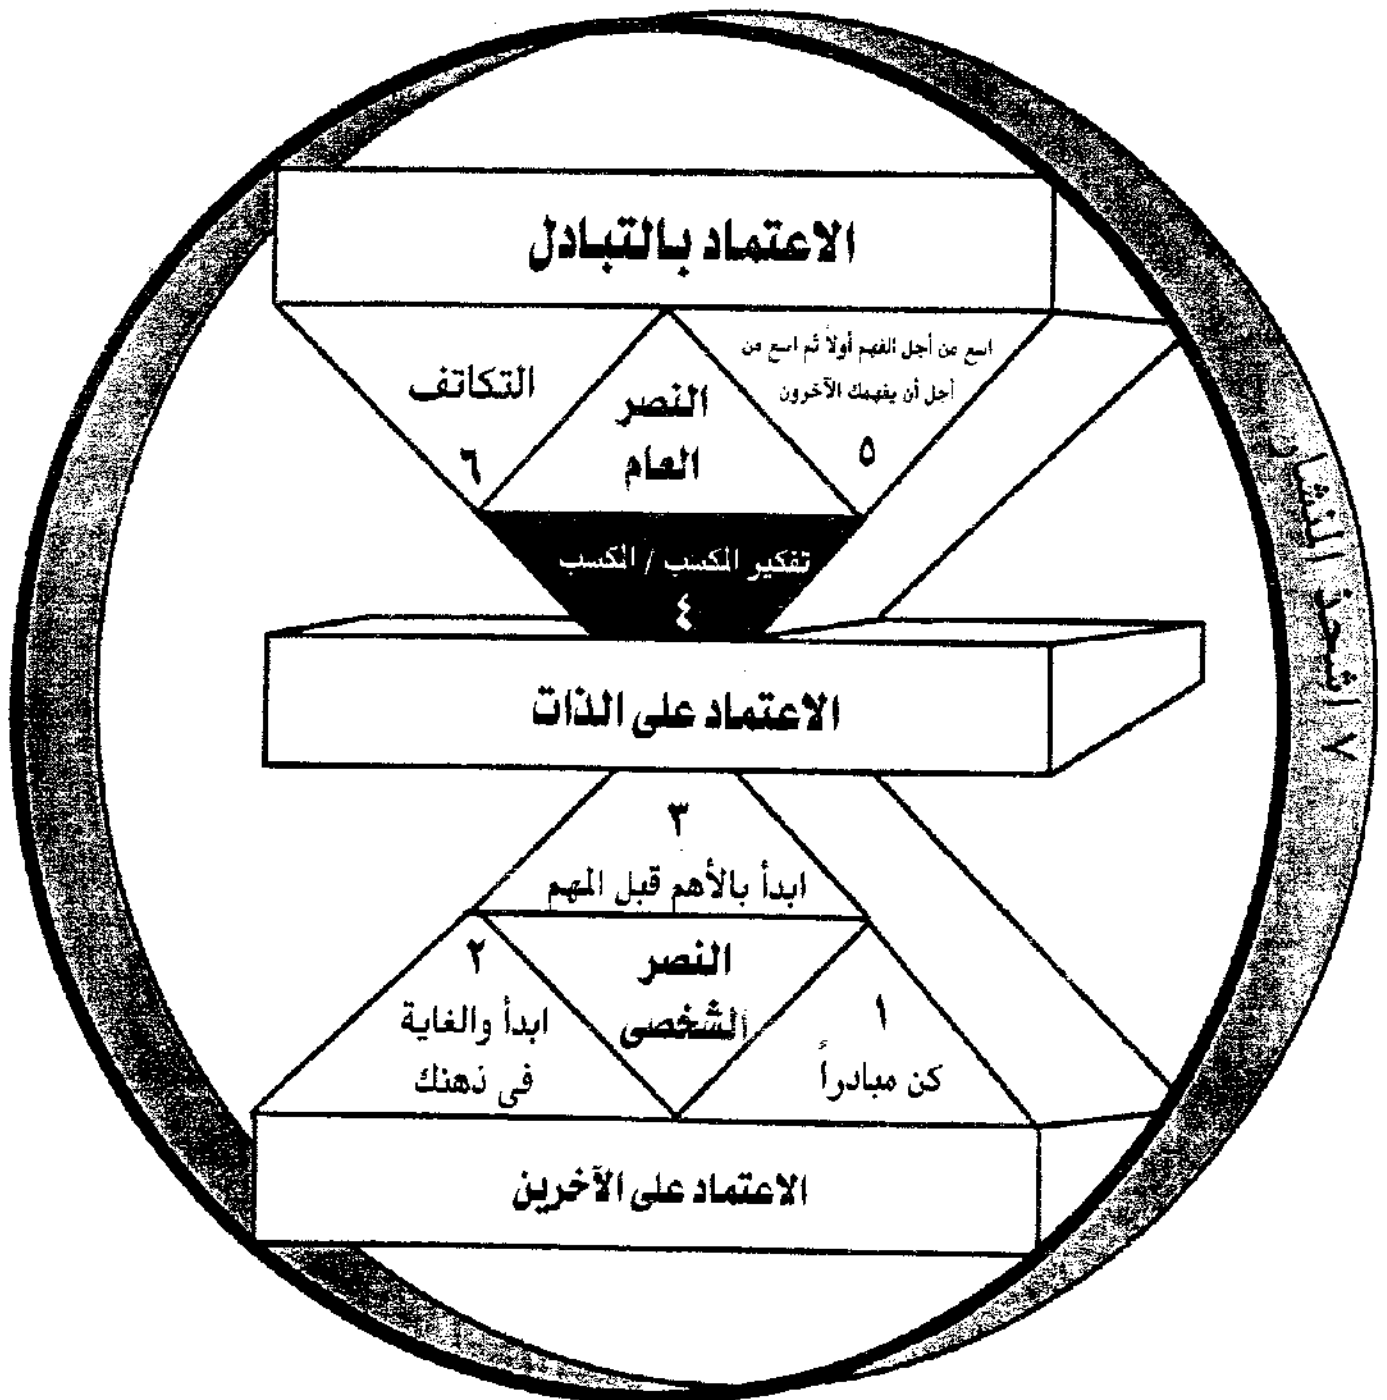 الاعتماد بالتبادل
اسع من أجل الفهم أولاً ثم اسع من
أجل أن يفهمك الآخرون
٥
النصر
العام
التكاتف
٦
تفكير المكسب / المكسب
٤
الاعتماد على الذات
٣
ابدأ بالأهم قبل المهم
النصر
الشخصى
١
كن مبادراً
٢
ابدأ والغاية
فى ذهنك
الاعتماد على الآخرين
٧ اشحذ المنشار